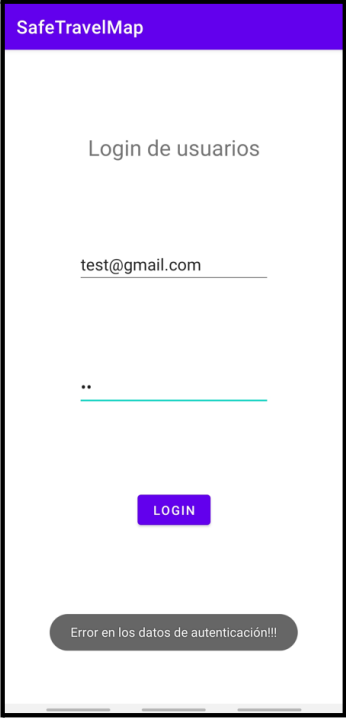 SafeTravelMap
Login de usuarios
test@gmail.com
••
LOGIN
Error en los datos de autenticación!!!